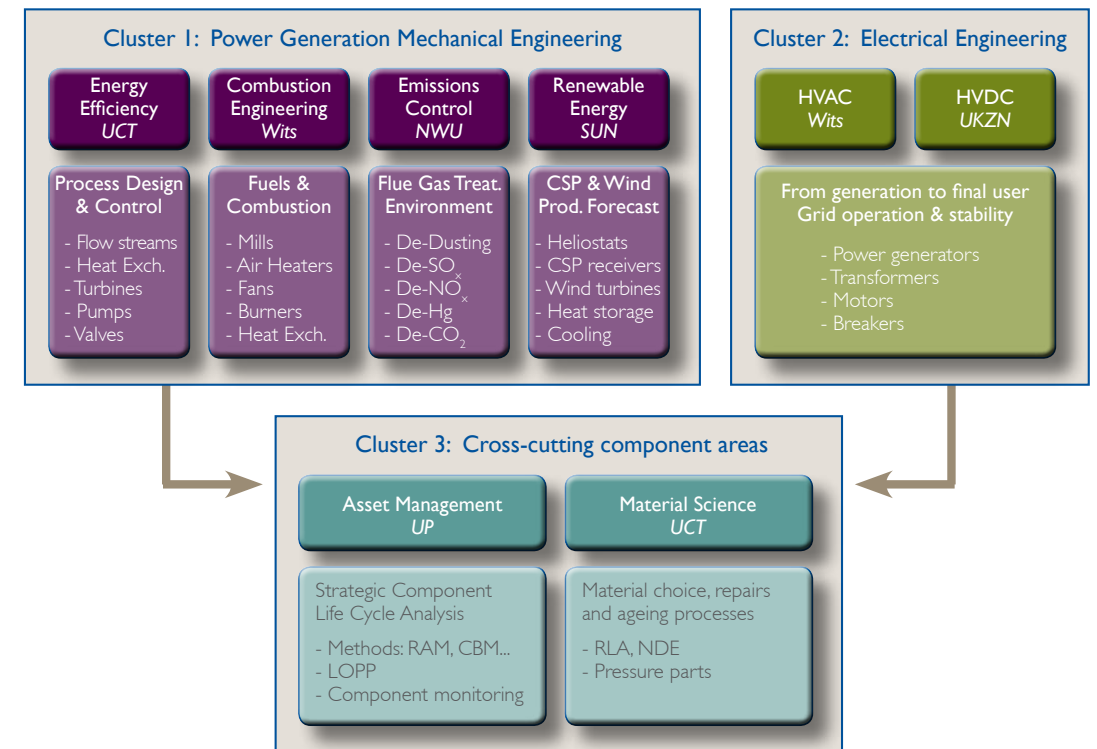 Cluster 1: Power Generation Mechanical Engineering
Energy
Efficiency
UCT
Combustion
Engineering
Wits
Emissions
Control
NWU
Renewable
Energy
SUN
Process Design
& Control
- Flow streams
- Heat Exch.
- Turbines
- Pumps
- Valves
Fuels &
Combustion
- Mills
- Air Heaters
- Fans
- Burners
- Heat Exch.
Flue Gas Treat.
Environment
- De-Dusting
- De-SOx
- De-NOx
- De-Hg
- De-CO2
CSP & Wind
Prod. Forecast
- Heliostats
- CSP receivers
- Wind turbines
- Heat storage
- Cooling
Cluster 2: Electrical Engineering
HVAC
Wits
HVDC
UKZN
From generation to final user
Grid operation & stability
- Power generators
- Transformers
- Motors
- Breakers
Cluster 3: Cross-cutting component areas
Asset Management
UP
Material Science
UCT
Strategic Component
Life Cycle Analysis
- Methods: RAM, CBM...
- LOPP
- Component monitoring
Material choice, repairs
and ageing processes
- RLA, NDE
- Pressure parts